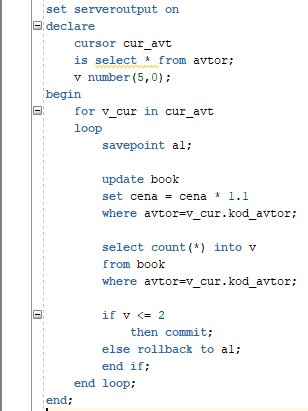 set serveroutput on
declare
cursor cur_avt
is select * from avtor;
v number(5,0);
begin
for v_cur in cur_avt
loop
savepoint a1;
update book
set cena = cena * 1.1
where avtor=v_cur.kod_avtor;
select count(*) into v
from book
where avtor=v_cur.kod_avtor;
if v <= 2
then commit;
else rollback to a1;
end if;
end loop;
end;